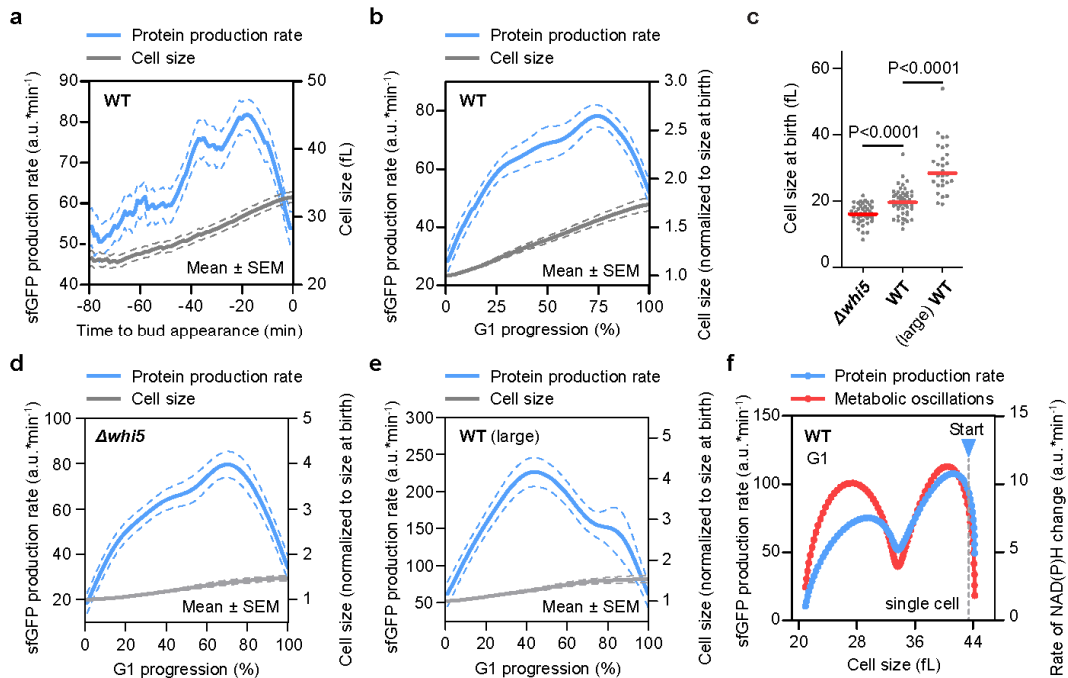 a
Protein production rate
Cell size
WT
Mean ± SEM
sfGFP production rate (a.u.*min⁻¹)
90
80
70
60
50
40
Cell size (fL)
50
40
30
20
-80
-60
-40
-20
0
Time to bud appearance (min)
b
Protein production rate
Cell size
WT
Mean ± SEM
sfGFP production rate (a.u.*min⁻¹)
100
80
60
40
20
Cell size (normalized to size at birth)
3.0
2.5
2.0
1.5
1.0
0
25
50
75
100
G1 progression (%)
c
P<0.0001
P<0.0001
Cell size at birth (fL)
60
40
20
0
Δwhi5
WT
(large) WT
d
Protein production rate
Cell size
Δwhi5
Mean ± SEM
sfGFP production rate (a.u.*min⁻¹)
100
80
60
40
20
Cell size (normalized to size at birth)
5
4
3
2
1
0
20
40
60
80
100
G1 progression (%)
e
Protein production rate
Cell size
WT (large)
Mean ± SEM
sfGFP production rate (a.u.*min⁻¹)
300
250
200
150
100
50
Cell size (normalized to size at birth)
5
4
3
2
1
0
20
40
60
80
100
G1 progression (%)
f
Protein production rate
Metabolic oscillations
WT
G1
Start
single cell
sfGFP production rate (a.u.*min⁻¹)
150
100
50
0
Rate of NAD(P)H change (a.u.*min⁻¹)
15
10
5
0
20
28
36
44
Cell size (fL)